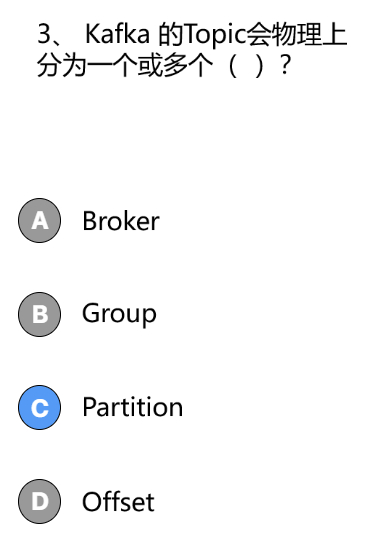 3、 Kafka 的Topic会物理上
分为一个或多个（ ）?
A Broker
B Group
C Partition
D Offset